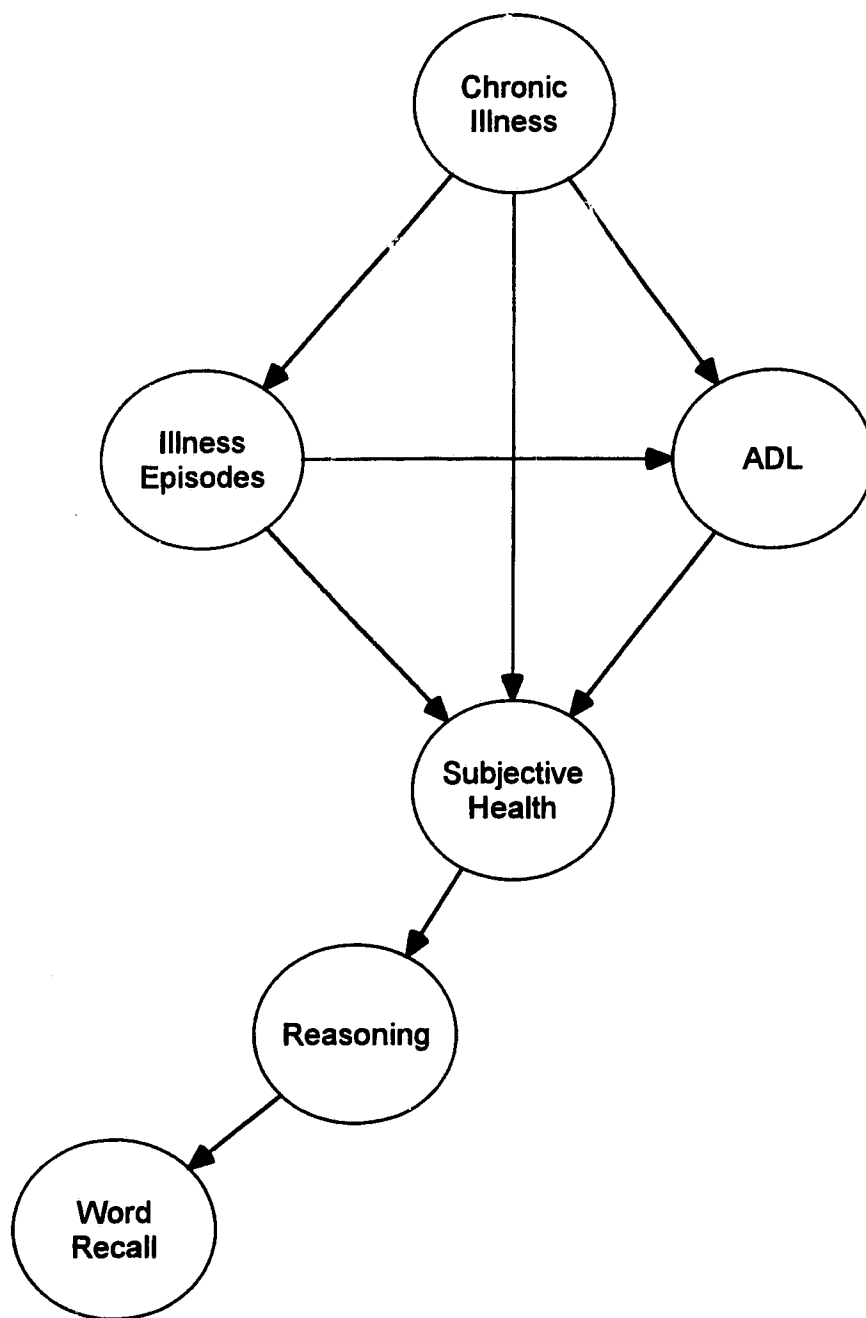 Chronic
Illness
Illness
Episodes
ADL
Subjective
Health
Reasoning
Word
Recall